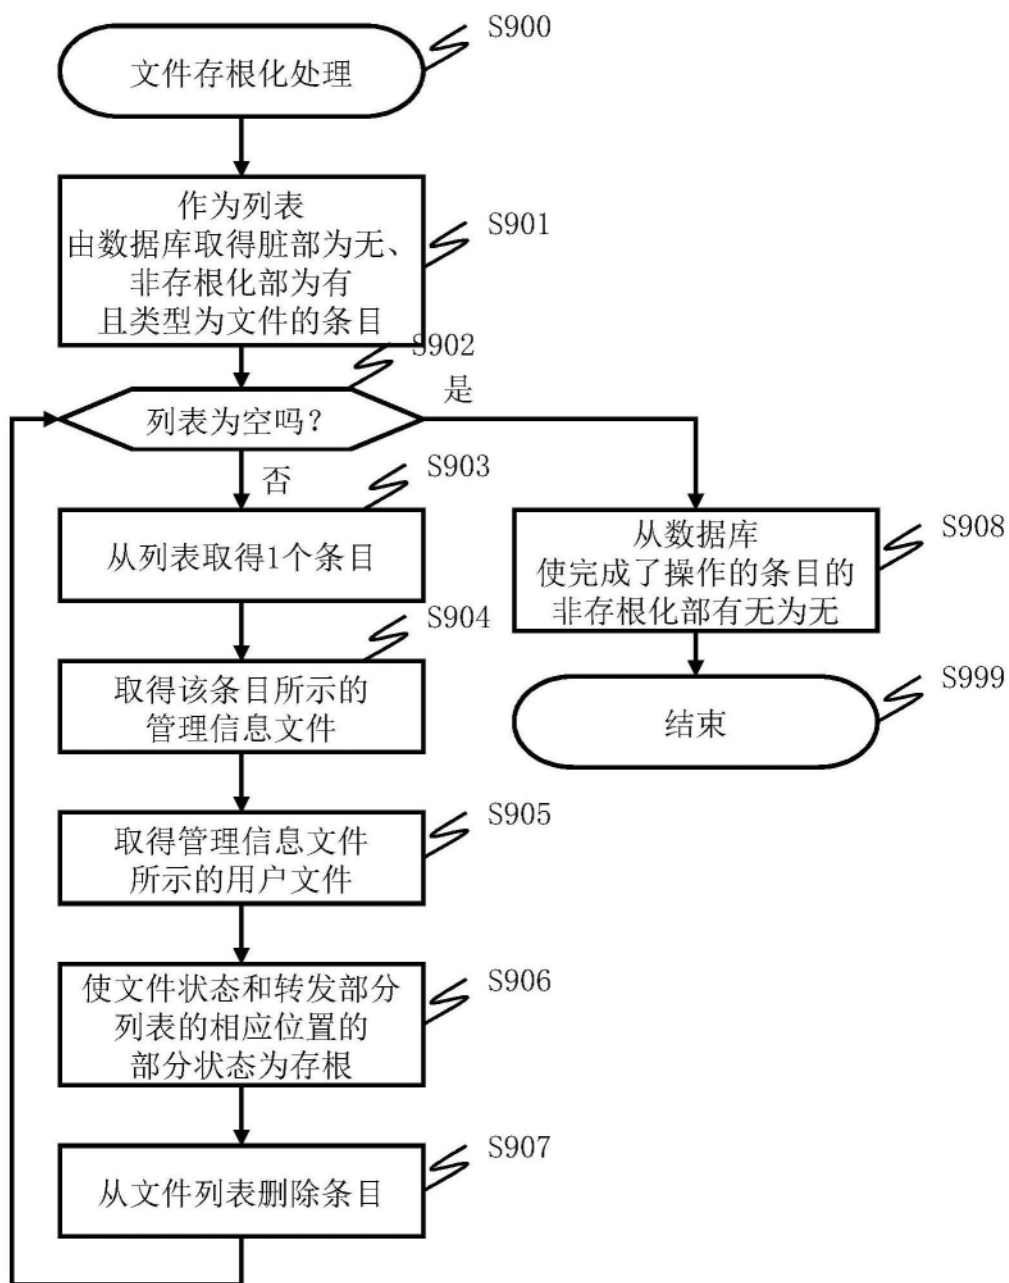 S900
文件存根化处理
作为列表
由数据库取得脏部为无、
非存根化部为有
且类型为文件的条目
S901
S902
列表为空吗？
是
否
S903
从列表取得1个条目
S904
取得该条目所示的
管理信息文件
S905
取得管理信息文件
所示的用户文件
S906
使文件状态和转发部分
列表的相应位置的
部分状态为存根
S907
从文件列表删除条目
S908
从数据库
使完成了操作的条目的
非存根化部有无为无
S999
结束